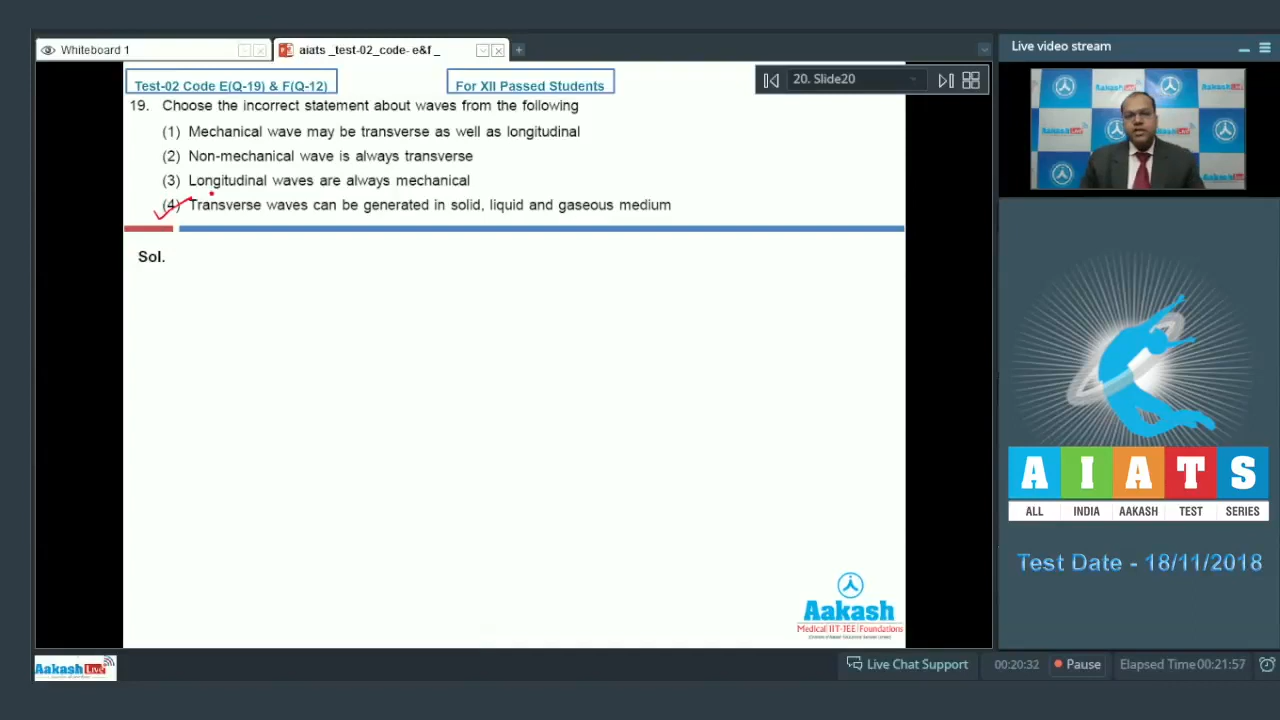 Whiteboard 1
aiats _test-02_code- e&f _
Live video stream
Test-02 Code E(Q-19) & F(Q-12)
For XII Passed Students
20. Slide20
19. Choose the incorrect statement about waves from the following
(1) Mechanical wave may be transverse as well as longitudinal
(2) Non-mechanical wave is always transverse
(3) Longitudinal waves are always mechanical
(4) Transverse waves can be generated in solid, liquid and gaseous medium
Sol.
A I A T S
ALL INDIA AAKASH TEST SERIES
Test Date - 18/11/2018
Aakash
Medical|IIT-JEE|Foundations
Aakash Live
Live Chat Support
00:20:32
Pause
Elapsed Time 00:21:57